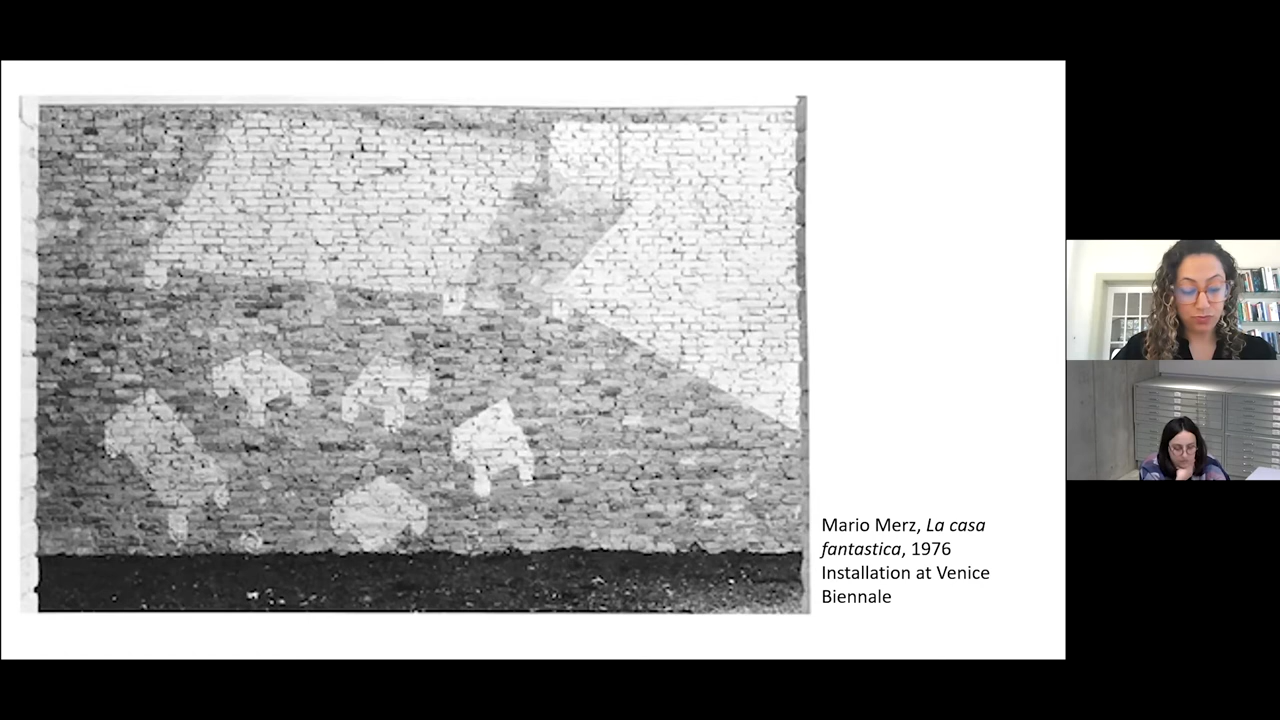 Mario Merz, La casa
fantastica, 1976
Installation at Venice
Biennale